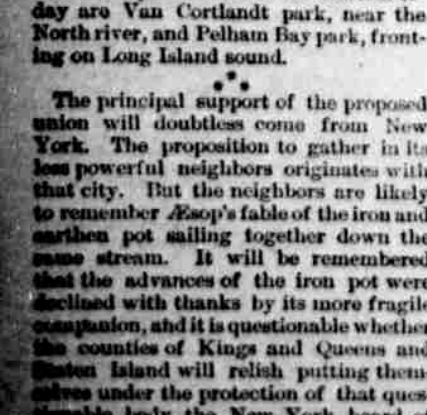 day are Van Cortlandt park, near the
North river, and Pelham Bay park, front-
ing on Long Island sound.
The principal support of the proposed
union will doubtless come from New
York. The proposition to gather in its
less powerful neighbors originates with
that city. But the neighbors are likely
to remember Æsop's fable of the iron and
earthen pot sailing together down the
same stream. It will be remembered
that the advances of the iron pot were
declined with thanks by its more fragile
companion, and it is questionable whether
the counties of Kings and Queens and
Staten Island will relish putting them-
selves under the protection of that ques
body the New York